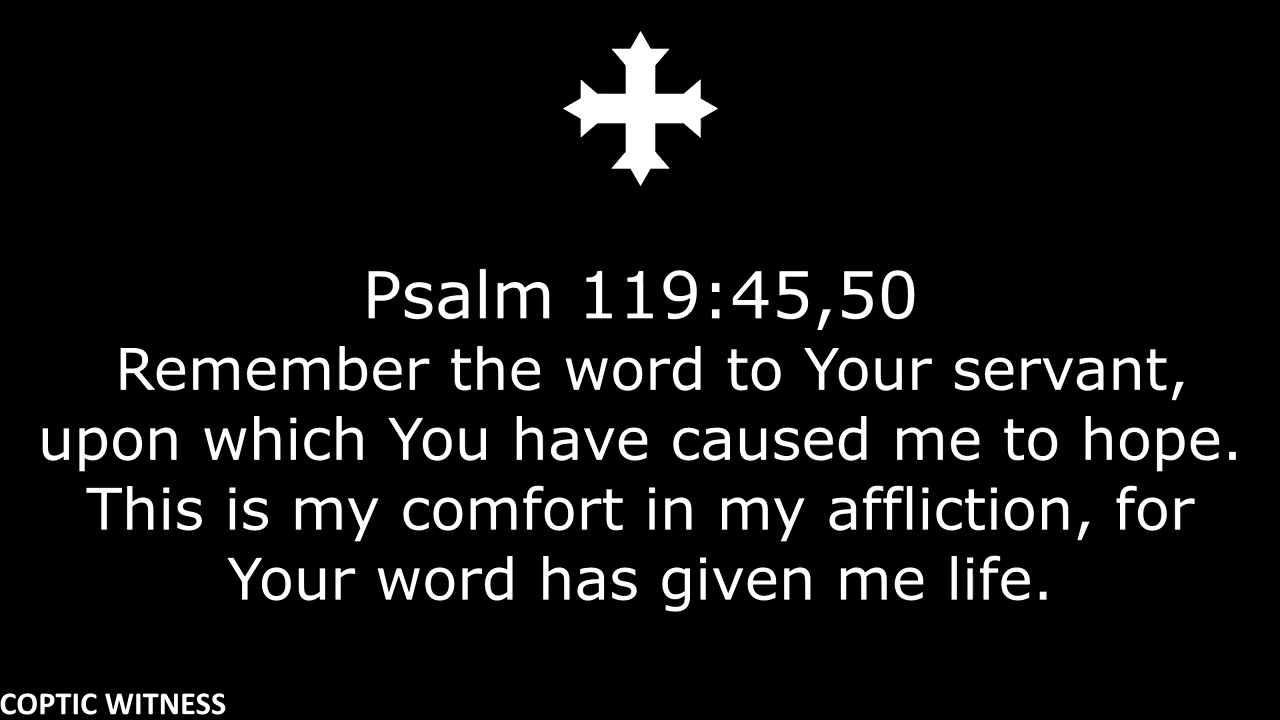 Psalm 119:45,50
Remember the word to Your servant,
upon which You have caused me to hope.
This is my comfort in my affliction, for
Your word has given me life.
COPTIC WITNESS